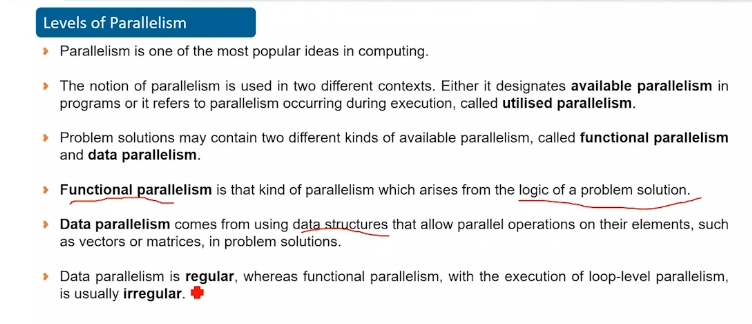 Levels of Parallelism
Parallelism is one of the most popular ideas in computing.
The notion of parallelism is used in two different contexts. Either it designates available parallelism in
programs or it refers to parallelism occurring during execution, called utilised parallelism.
Problem solutions may contain two different kinds of available parallelism, called functional parallelism
and data parallelism.
Functional parallelism is that kind of parallelism which arises from the logic of a problem solution.
Data parallelism comes from using data structures that allow parallel operations on their elements, such
as vectors or matrices, in problem solutions.
Data parallelism is regular, whereas functional parallelism, with the execution of loop-level parallelism,
is usually irregular.